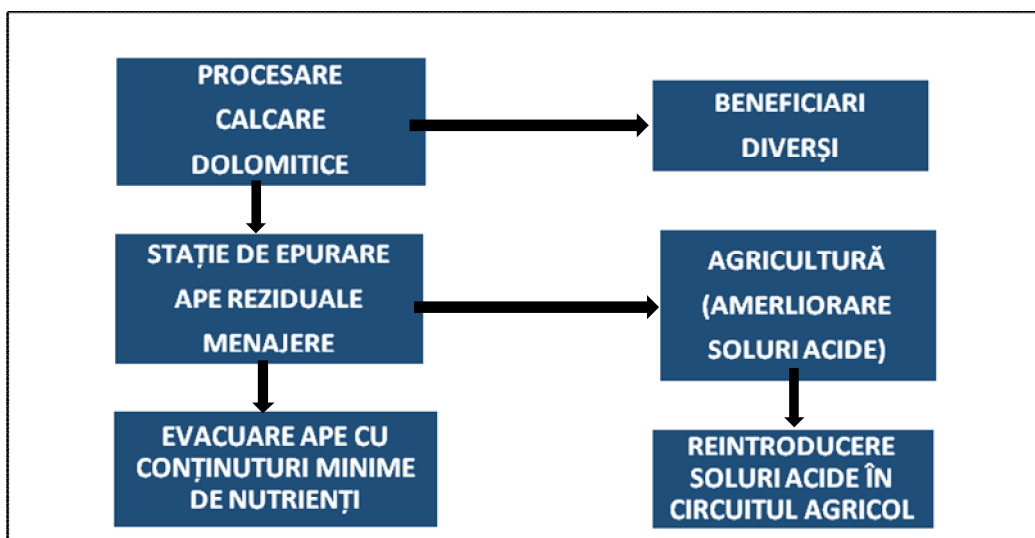 PROCESARE
CALCARE
DOLOMITICE
BENEFICIARI
DIVERȘI
STAȚIE DE EPURARE
APE REZIDUALE
MENAJERE
AGRICULTURĂ
(AMERLIORARE
SOLURI ACIDE)
EVACUARE APE CU
CONȚINUTURI MINIME
DE NUTRIENȚI
REINTRODUCERE
SOLURI ACIDE ÎN
CIRCUITUL AGRICOL